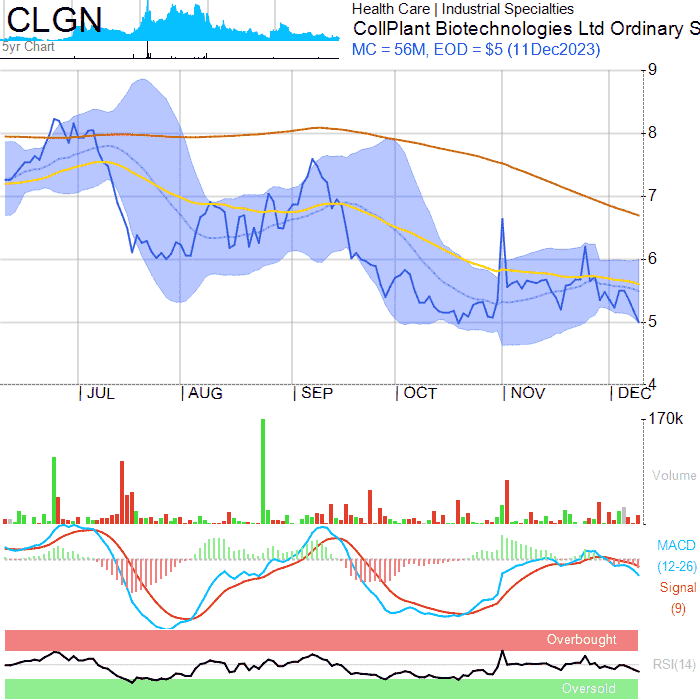 CLGN
5yr Chart
Health Care | Industrial Specialties
CollPlant Biotechnologies Ltd Ordinary S
MC = 56M, EOD = $5 (11Dec2023)
9
8
7
6
5
4
JUL
AUG
SEP
OCT
NOV
DEC
170k
Volume
MACD
(12-26)
Signal
(9)
Overbought
RSI(14)
Oversold